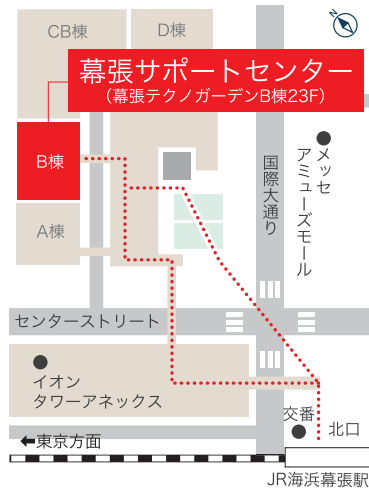 N
CB棟
D棟
幕張サポートセンター
（幕張テクノガーデンB棟23F）
B棟
A棟
国際大通り
メッセ
アミューズモール
センターストリート
イオン
タワーアネックス
交番
北口
東京方面
JR海浜幕張駅